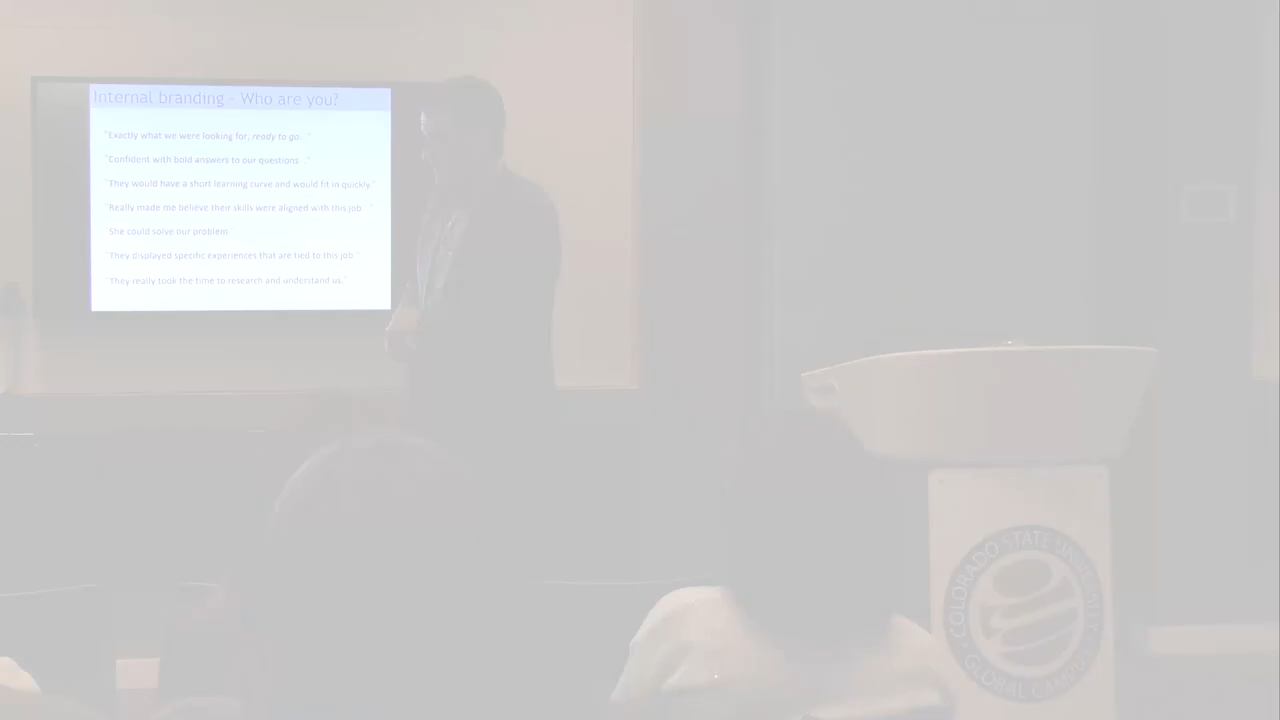 Internal branding - Who are you?
"Exactly what we were looking for, ready to go. "
"Confident with bold answers to our questions ."
"They would have a short learning curve and would fit in quickly."
"Really made me believe their skills were aligned with this job "
"She could solve our problem"
"They displayed specific experiences that are tied to this job"
"They really took the time to research and understand us."
COLORADO STATE UNIVERSITY
GLOBAL CAMPUS